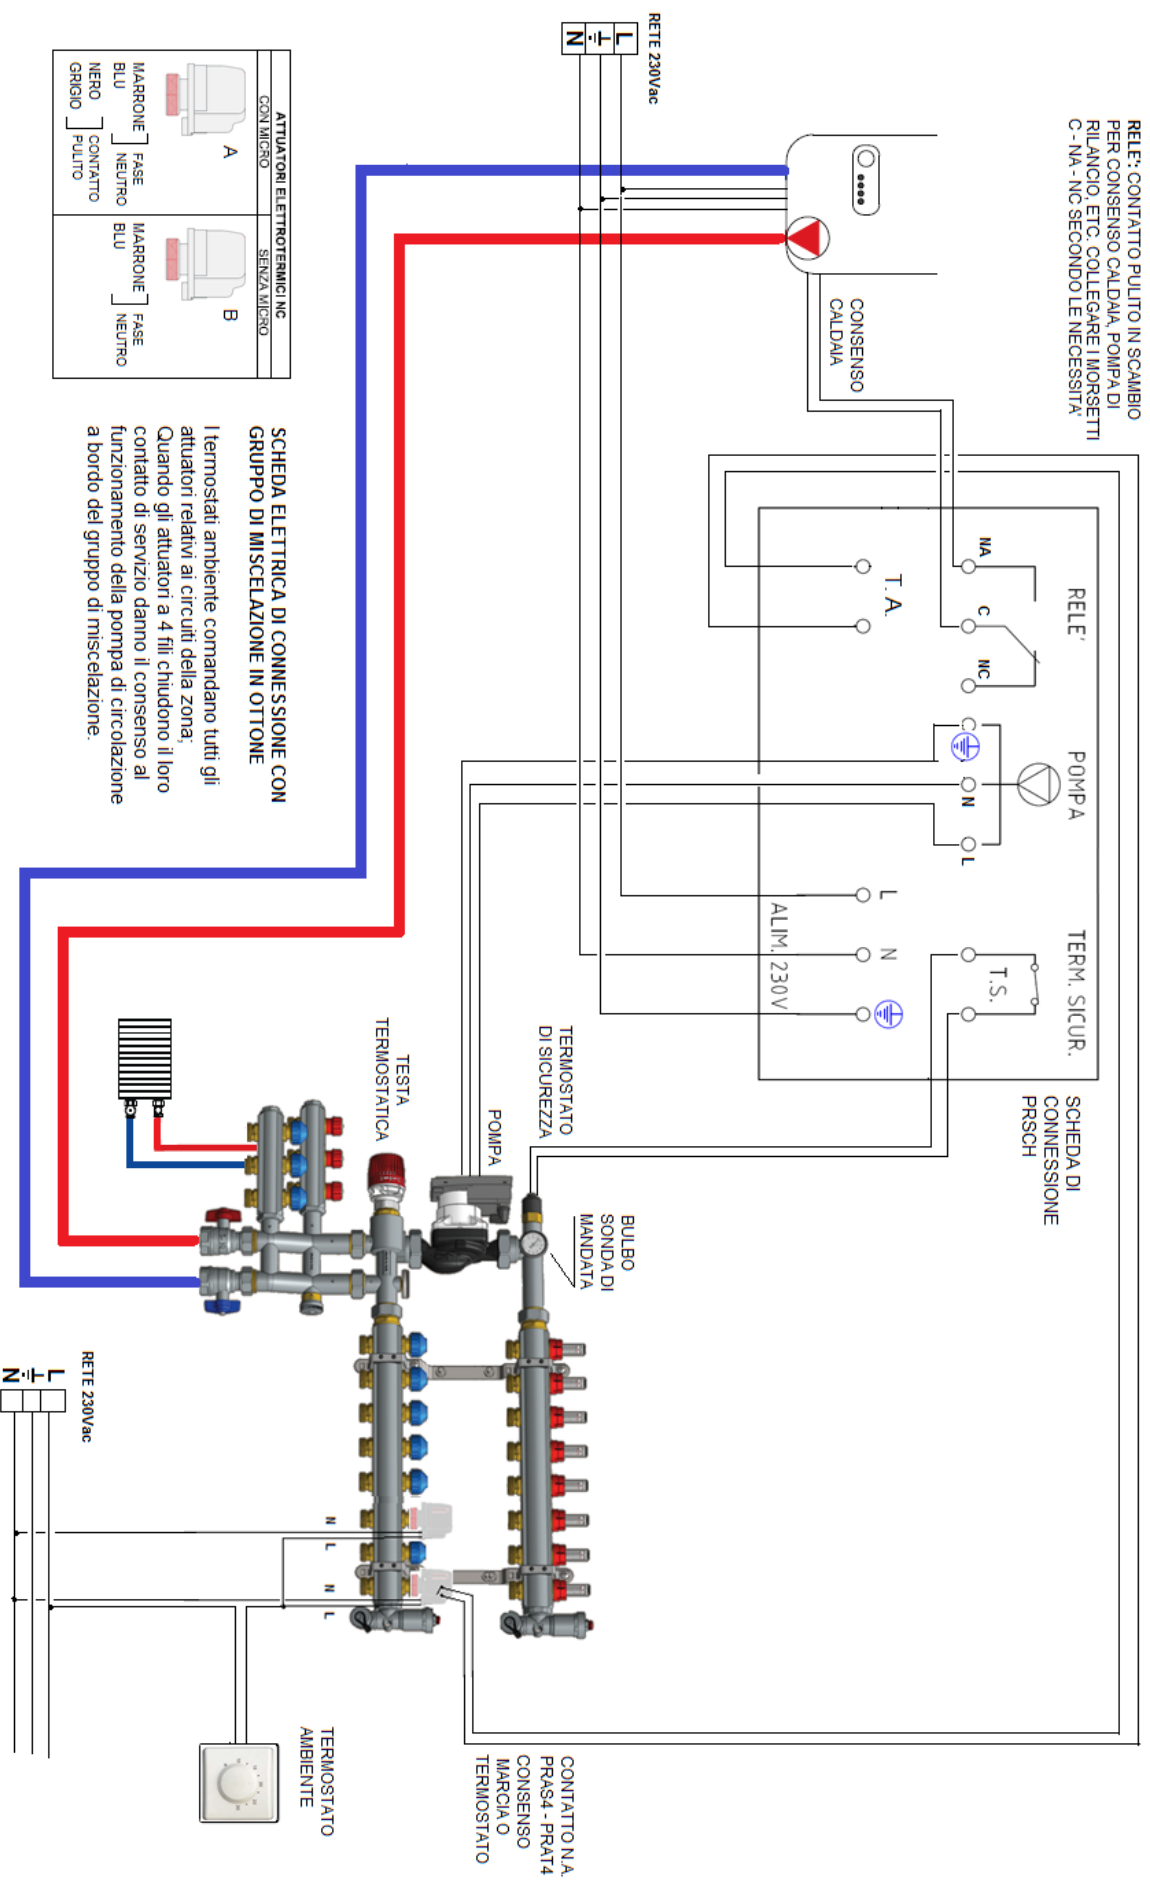 RELE': CONTATTO PULITO IN SCAMBIO
PER CONSENSO CALDAIA, POMPA DI
RILANCIO, ETC. COLLEGARE I MORSETTI
C - NA - NC SECONDO LE NECESSITA'
RETE 230Vac
L
N
CONSENSO
CALDAIA
RELE'
POMPA
TERM. SICUR.
NA
C
NC
N
L
T.S.
T. A.
L
N
ALIM. 230V
SCHEDA DI
CONNESSIONE
PRSCH
ATTUATORI ELETTROTERMICI NC
CON MICRO
SENZA MICRO
A
B
MARRONE
BLU
FASE
NEUTRO
NERO
GRIGIO
CONTATTO
PULITO
MARRONE
BLU
FASE
NEUTRO
SCHEDA ELETTRICA DI CONNESSIONE CON
GRUPPO DI MISCELAZIONE IN OTTONE
I termostati ambiente comandano tutti gli
attuatori relativi ai circuiti della zona;
Quando gli attuatori a 4 fili chiudono il loro
contatto di servizio danno il consenso al
funzionamento della pompa di circolazione
a bordo del gruppo di miscelazione.
TERMOSTATO
DI SICUREZZA
POMPA
TESTA
TERMOSTATICA
BULBO
SONDA DI
MANDATA
RETE 230Vac
L
N
N
L
N
L
TERMOSTATO
AMBIENTE
CONTATTO N.A.
PRAS4 - PRAT4
CONSENSO
MARCIA O
TERMOSTATO